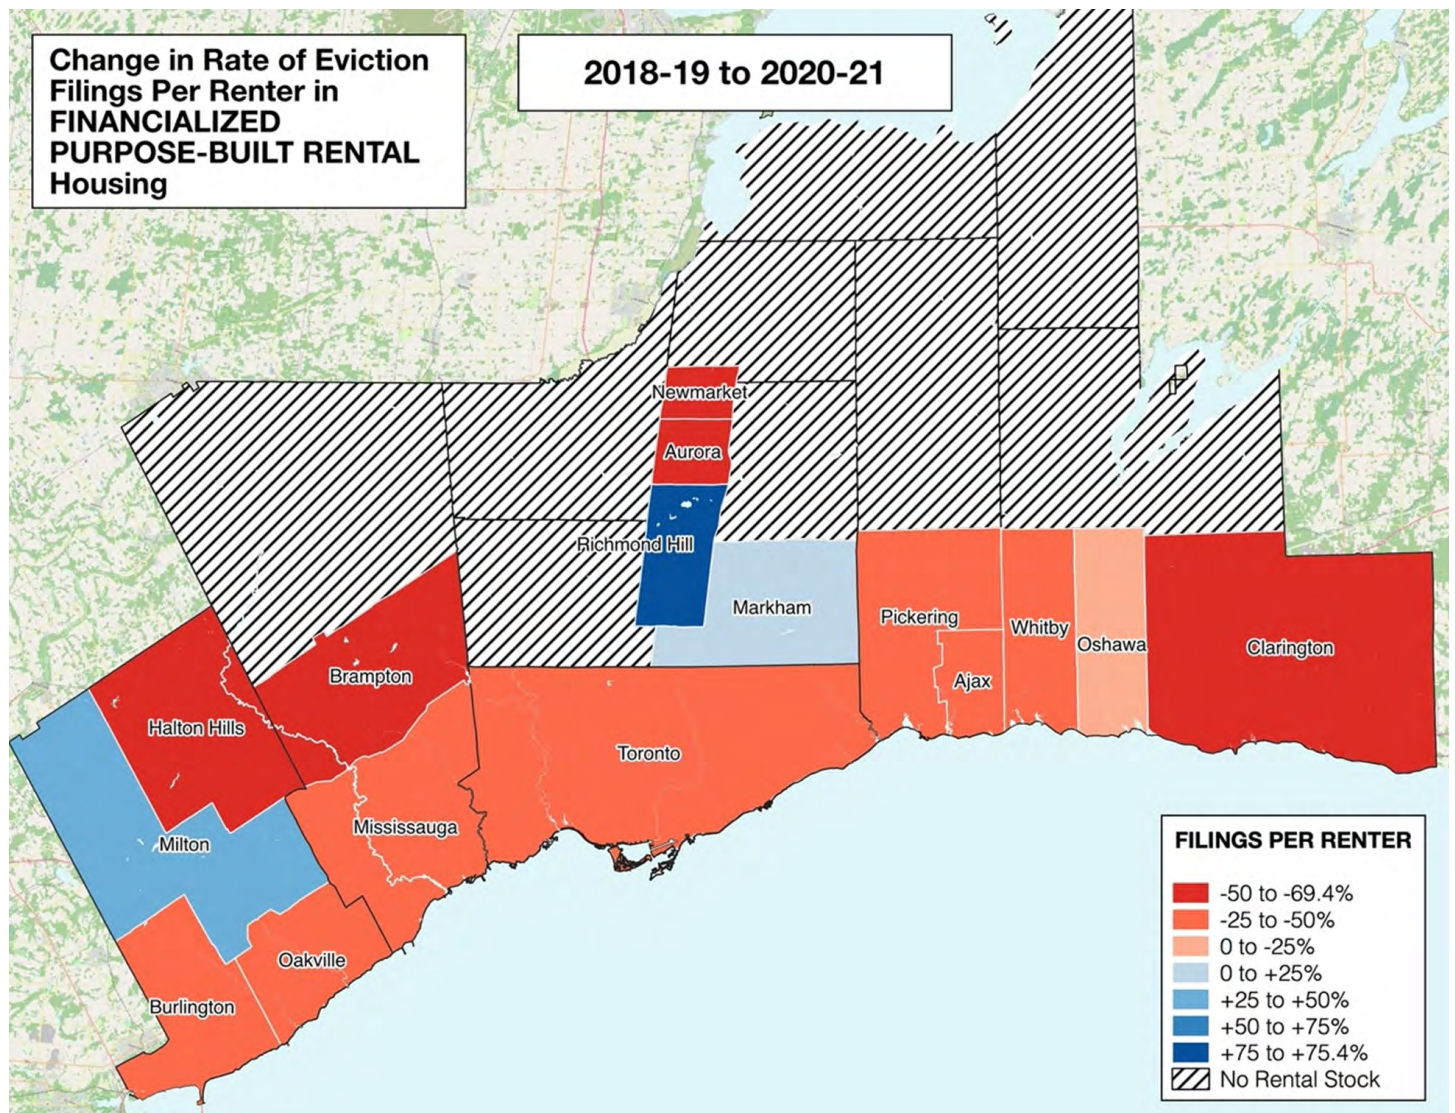 Change in Rate of Eviction
Filings Per Renter in
FINANCIALIZED
PURPOSE-BUILT RENTAL
Housing
2018-19 to 2020-21
Newmarket
Aurora
Richmond Hill
Markham
Pickering
Whitby
Oshawa
Clarington
Ajax
Brampton
Halton Hills
Toronto
Mississauga
Milton
Oakville
Burlington
FILINGS PER RENTER
-50 to -69.4%
-25 to -50%
0 to -25%
0 to +25%
+25 to +50%
+50 to +75%
+75 to +75.4%
No Rental Stock